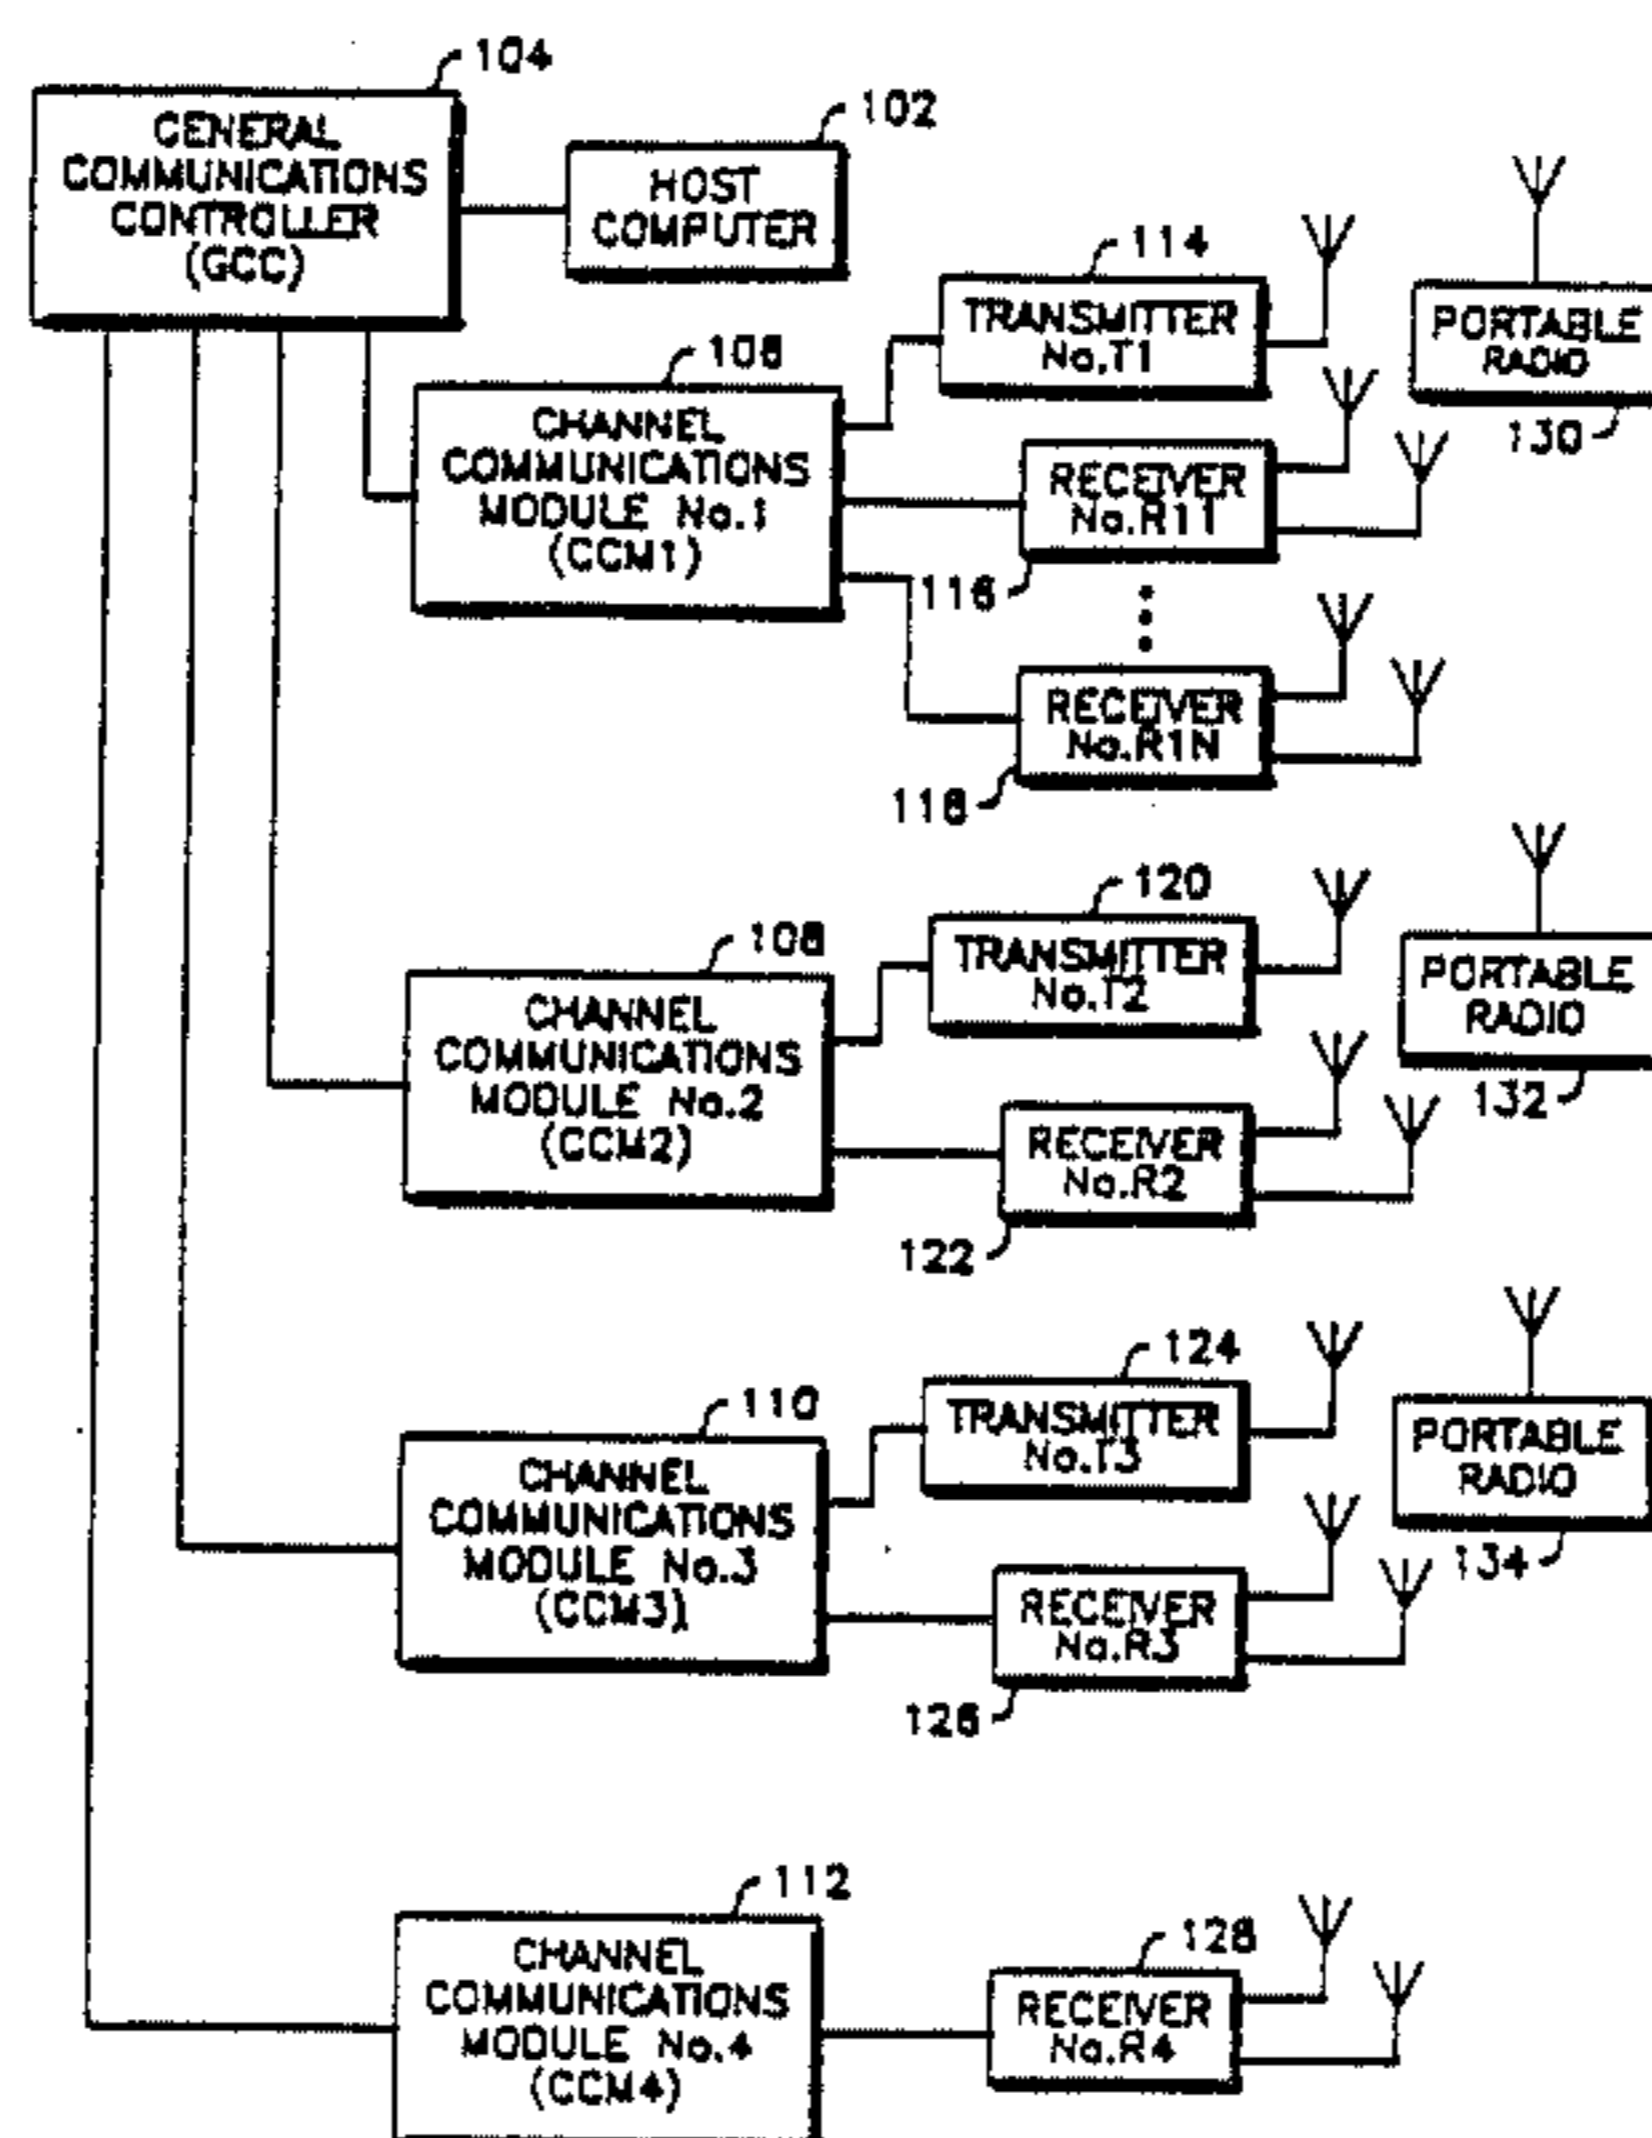 104
GENERAL
COMMUNICATIONS
CONTROLLER
(GCC)
102
HOST
COMPUTER
114
TRANSMITTER
No.T1
PORTABLE
RADIO
130
106
CHANNEL
COMMUNICATIONS
MODULE No.1
(CCM1)
RECEIVER
No.R11
116
RECEIVER
No.R1N
118
120
TRANSMITTER
No.T2
PORTABLE
RADIO
132
108
CHANNEL
COMMUNICATIONS
MODULE No.2
(CCM2)
RECEIVER
No.R2
122
124
TRANSMITTER
No.T3
PORTABLE
RADIO
134
110
CHANNEL
COMMUNICATIONS
MODULE No.3
(CCM3)
RECEIVER
No.R3
126
112
CHANNEL
COMMUNICATIONS
MODULE No.4
(CCM4)
128
RECEIVER
No.R4